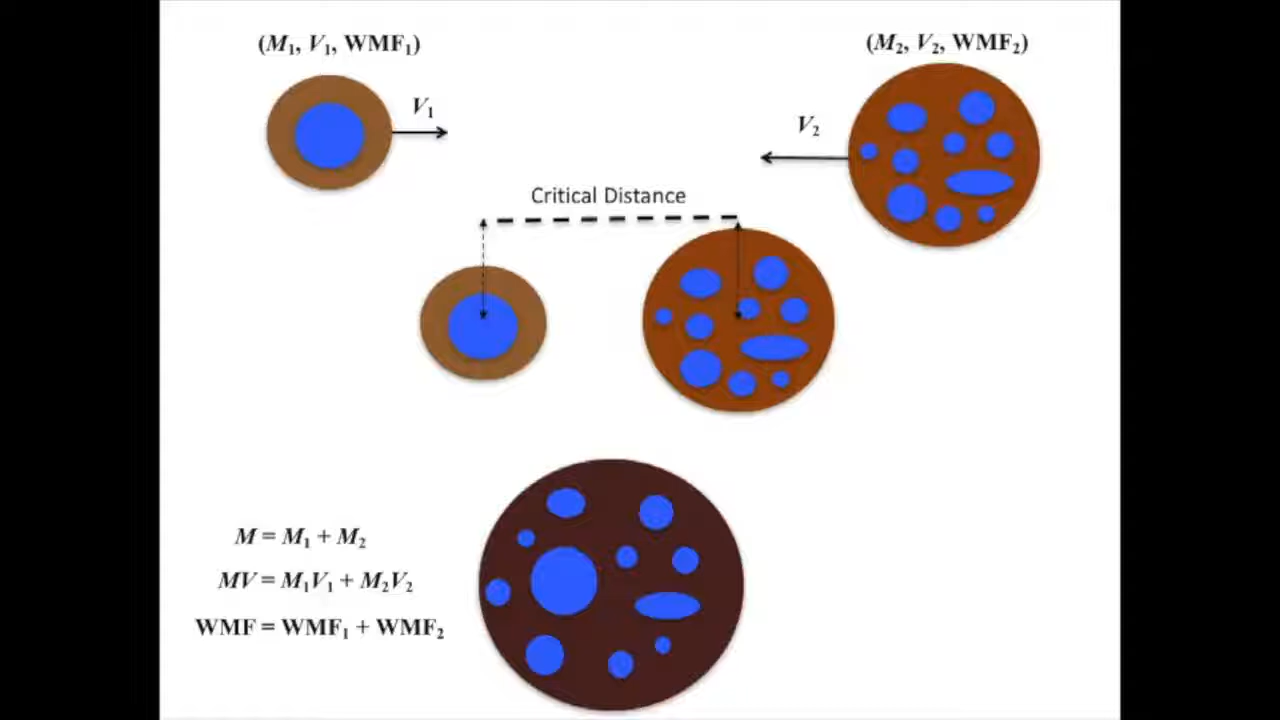 (M₁, V₁, WMF₁)
(M₂, V₂, WMF₂)
V₁
V₂
Critical Distance
M = M₁ + M₂
MV = M₁V₁ + M₂V₂
WMF = WMF₁ + WMF₂